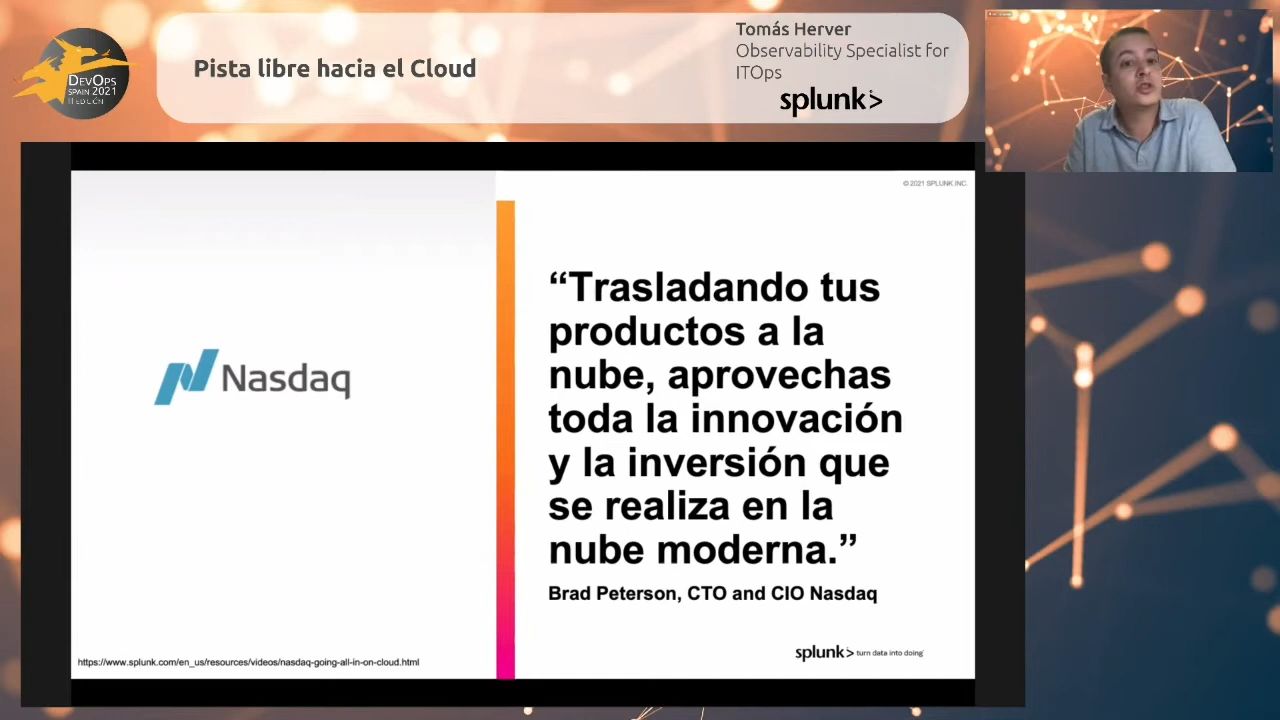 DEVOPS
SPAIN 2021
II EDICIÓN
Pista libre hacia el Cloud
Tomás Herver
Observability Specialist for
ITOps
splunk>
© 2021 SPLUNK INC.
Nasdaq
“Trasladando tus
productos a la
nube, aprovechas
toda la innovación
y la inversión que
se realiza en la
nube moderna.”
Brad Peterson, CTO and CIO Nasdaq
https://www.splunk.com/en_us/resources/videos/nasdaq-going-all-in-on-cloud.html
splunk> turn data into doing